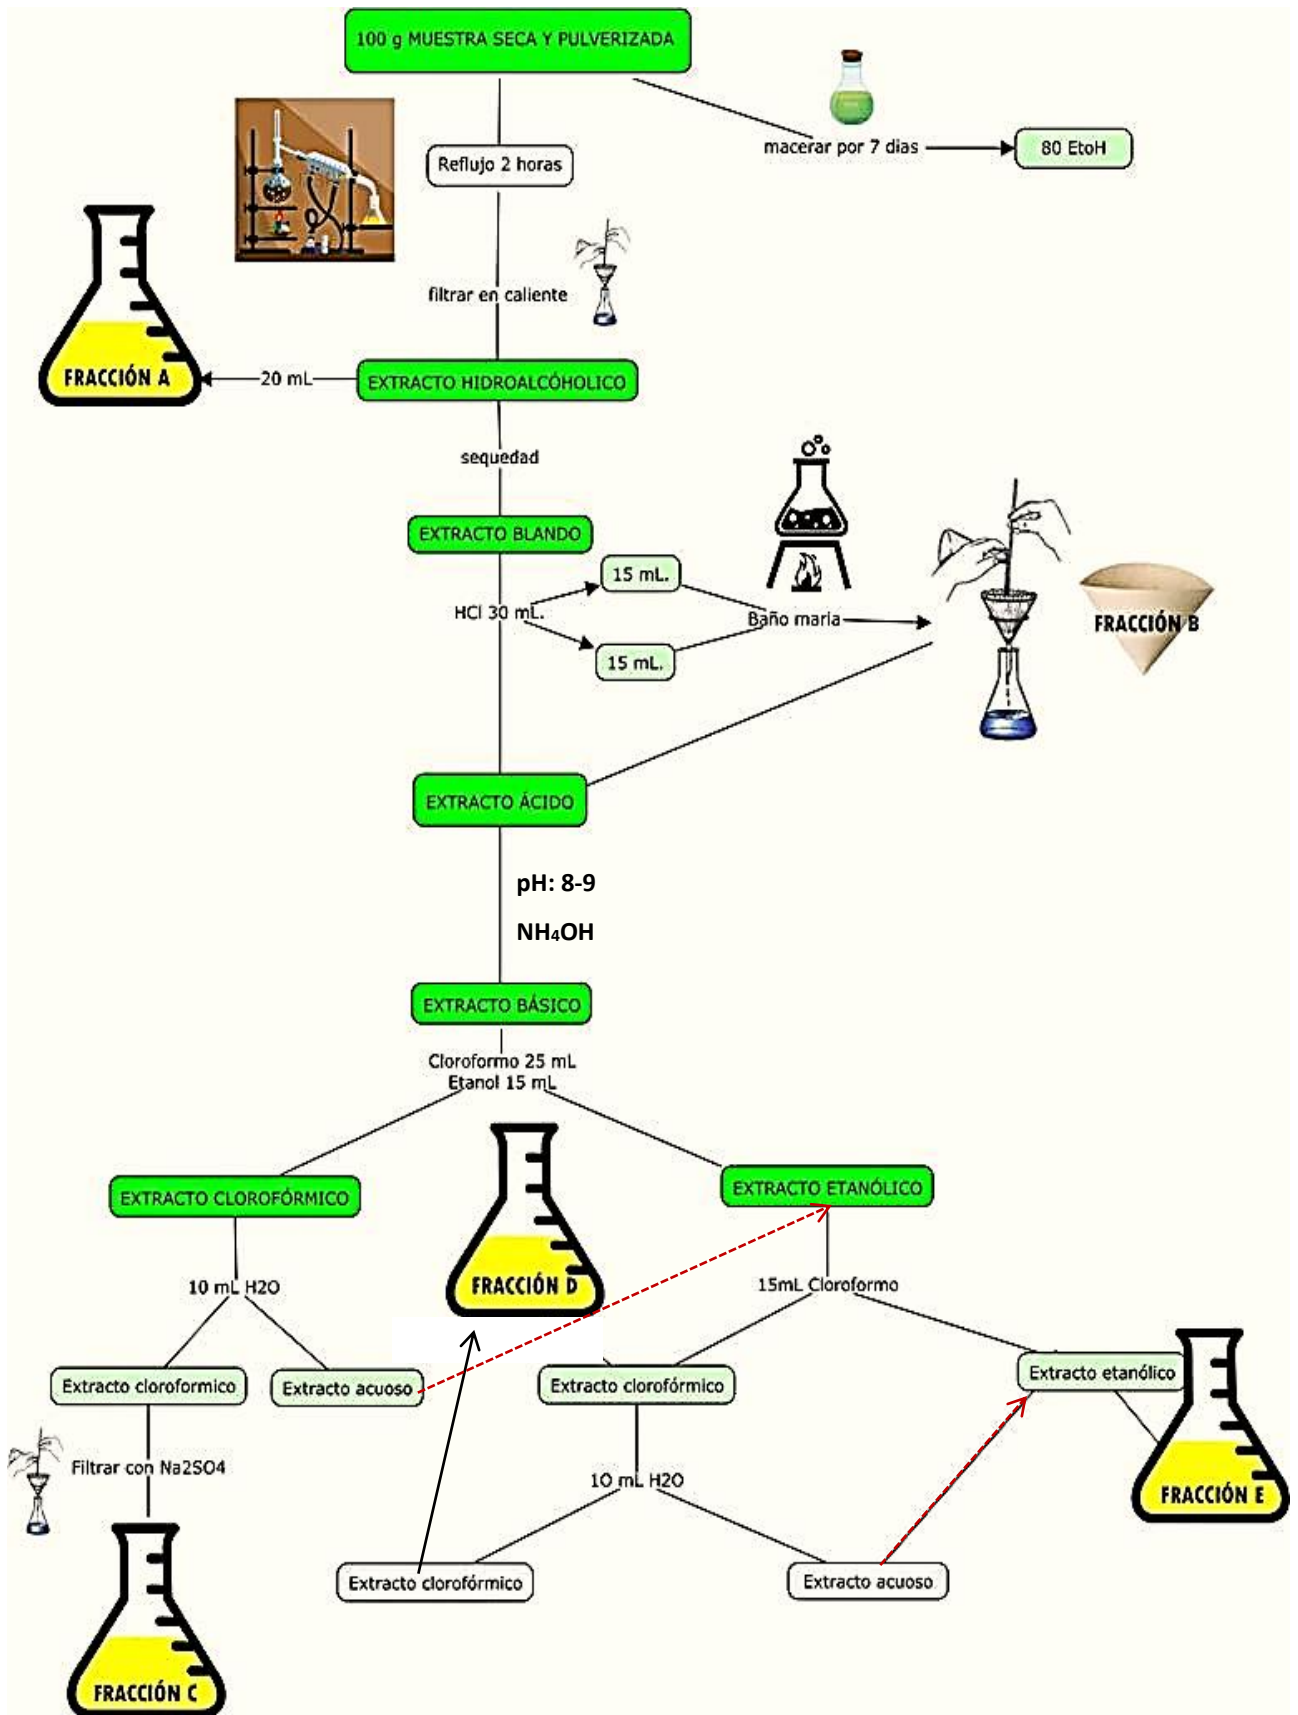 100 g MUESTRA SECA Y PULVERIZADA
macerar por 7 dias
80 EtoH
Reflujo 2 horas
filtrar en caliente
FRACCIÓN A
20 mL
EXTRACTO HIDROALCÓHOLICO
sequedad
EXTRACTO BLANDO
15 mL.
HCl 30 mL.
Baño maria
FRACCIÓN B
15 mL.
EXTRACTO ÁCIDO
pH: 8-9
NH₄OH
EXTRACTO BÁSICO
Cloroformo 25 mL
Etanol 15 mL
EXTRACTO CLOROFÓRMICO
EXTRACTO ETANÓLICO
10 mL H2O
FRACCIÓN D
15mL Cloroformo
Extracto cloroformico
Extracto acuoso
Extracto clorofórmico
Extracto etanólico
Filtrar con Na2SO4
10 mL H2O
FRACCIÓN E
Extracto clorofórmico
Extracto acuoso
FRACCIÓN C